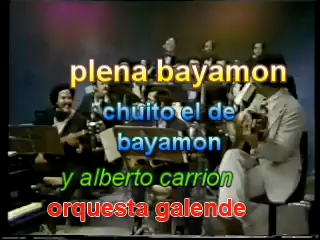 plena bayamon
chuito el de
bayamon
y alberto carrion
orquesta galende